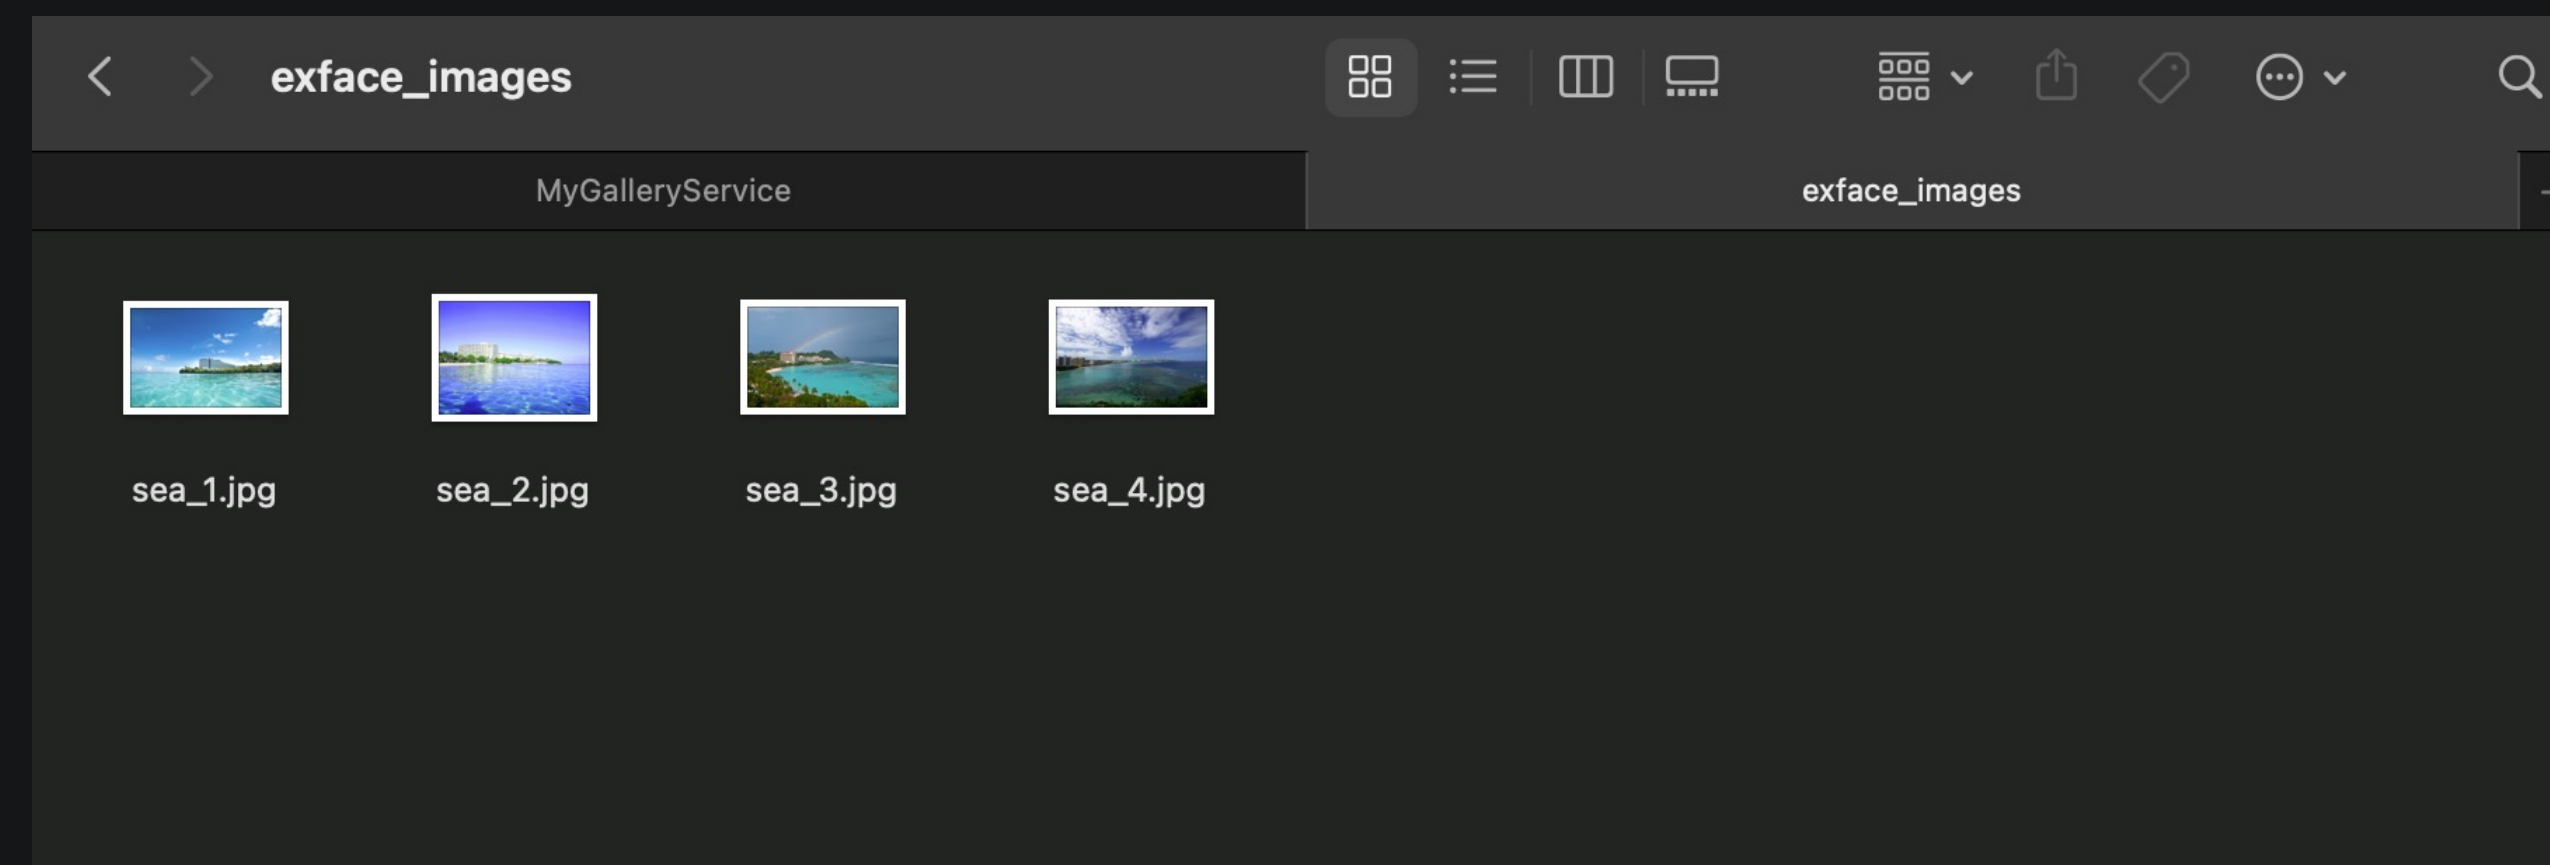 exface_images
MyGalleryService
exface_images
sea_1.jpg
sea_2.jpg
sea_3.jpg
sea_4.jpg